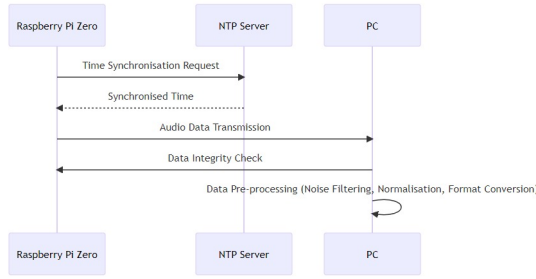 Raspberry Pi Zero
NTP Server
PC
Time Synchronisation Request
Synchronised Time
Audio Data Transmission
Data Integrity Check
Data Pre-processing (Noise Filtering, Normalisation, Format Conversion)
Raspberry Pi Zero
NTP Server
PC